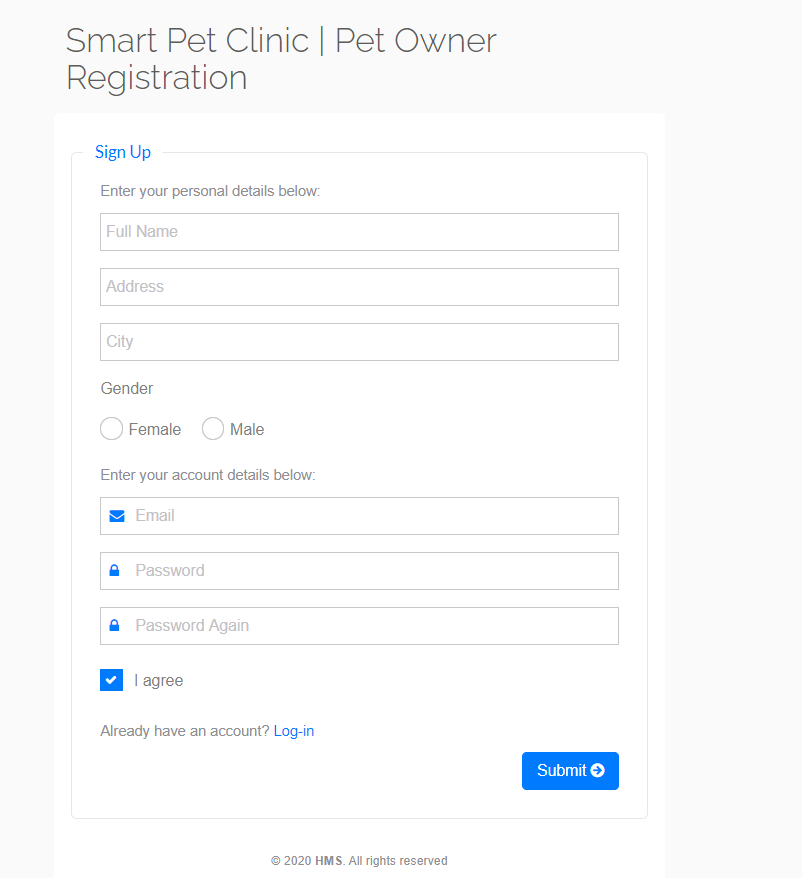 Smart Pet Clinic | Pet Owner
Registration
Sign Up
Enter your personal details below:
Full Name
Address
City
Gender
Female Male
Enter your account details below:
Email
Password
Password Again
I agree
Already have an account? Log-in
Submit
© 2020 HMS. All rights reserved